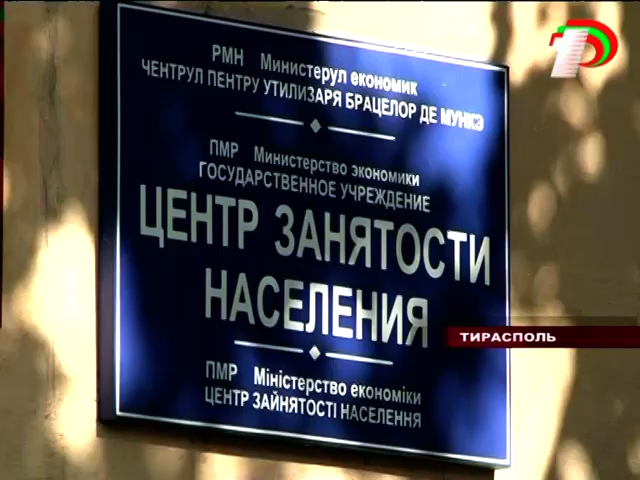 РМН Министерул економик
ЧЕНТРУЛ ПЕНТРУ УТИЛИЗАРЯ БРАЦЕЛОР ДЕ МУНКЭ
ПМР Министерство экономики
ГОСУДАРСТВЕННОЕ УЧРЕЖДЕНИЕ
ЦЕНТР ЗАНЯТОСТИ
НАСЕЛЕНИЯ
ПМР Міністерство економіки
ЦЕНТР ЗАЙНЯТОСТІ НАСЕЛЕННЯ
ТИРАСПОЛЬ
1